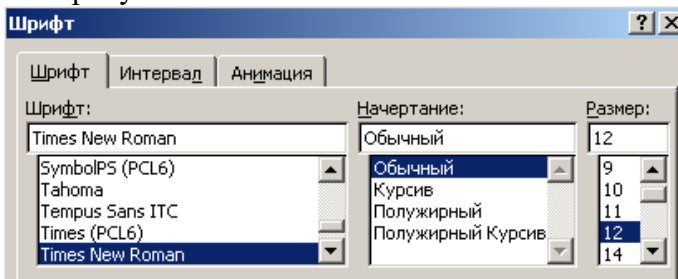 Шрифт
Шрифт Интервал Анимация
Шрифт: Начертание: Размер:
Times New Roman Обычный 12
SymbolPS (PCL6) Обычный 9
Tahoma Курсив 10
Tempus Sans ITC Полужирный 11
Times (PCL6) Полужирный Курсив 12
Times New Roman 14